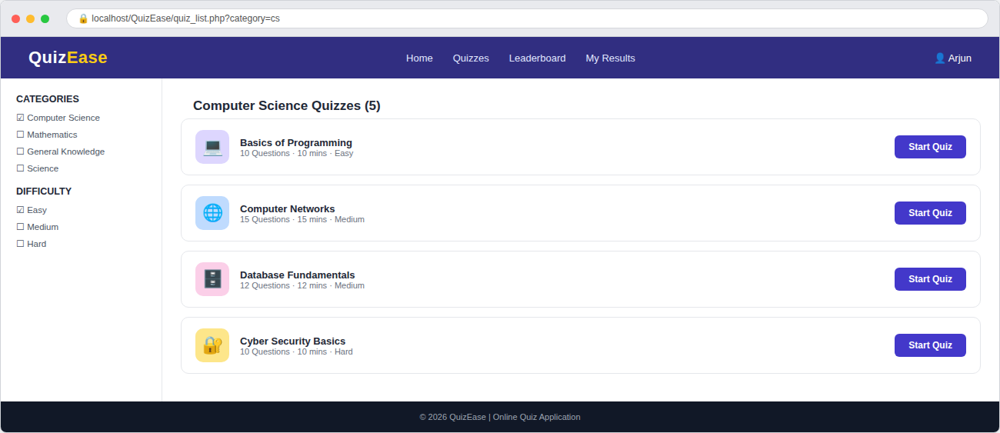 localhost/QuizEase/quiz_list.php?category=cs
QuizEase
Home Quizzes Leaderboard My Results
Arjun
CATEGORIES
☑ Computer Science
☐ Mathematics
☐ General Knowledge
☐ Science
DIFFICULTY
☑ Easy
☐ Medium
☐ Hard
Computer Science Quizzes (5)
Basics of Programming
10 Questions · 10 mins · Easy
Start Quiz
Computer Networks
15 Questions · 15 mins · Medium
Start Quiz
Database Fundamentals
12 Questions · 12 mins · Medium
Start Quiz
Cyber Security Basics
10 Questions · 10 mins · Hard
Start Quiz
© 2026 QuizEase | Online Quiz Application